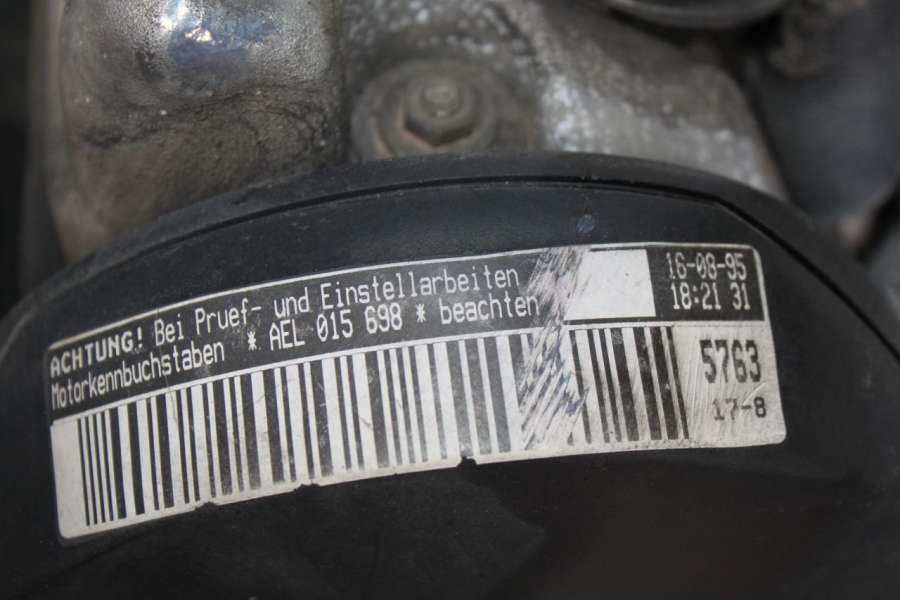 ACHTUNG! Bei Pruef- und Einstellarbeiten
Motorkennbuchstaben * AEL 015 698 * beachten
16-08-95
18:21 31
5763
17-8